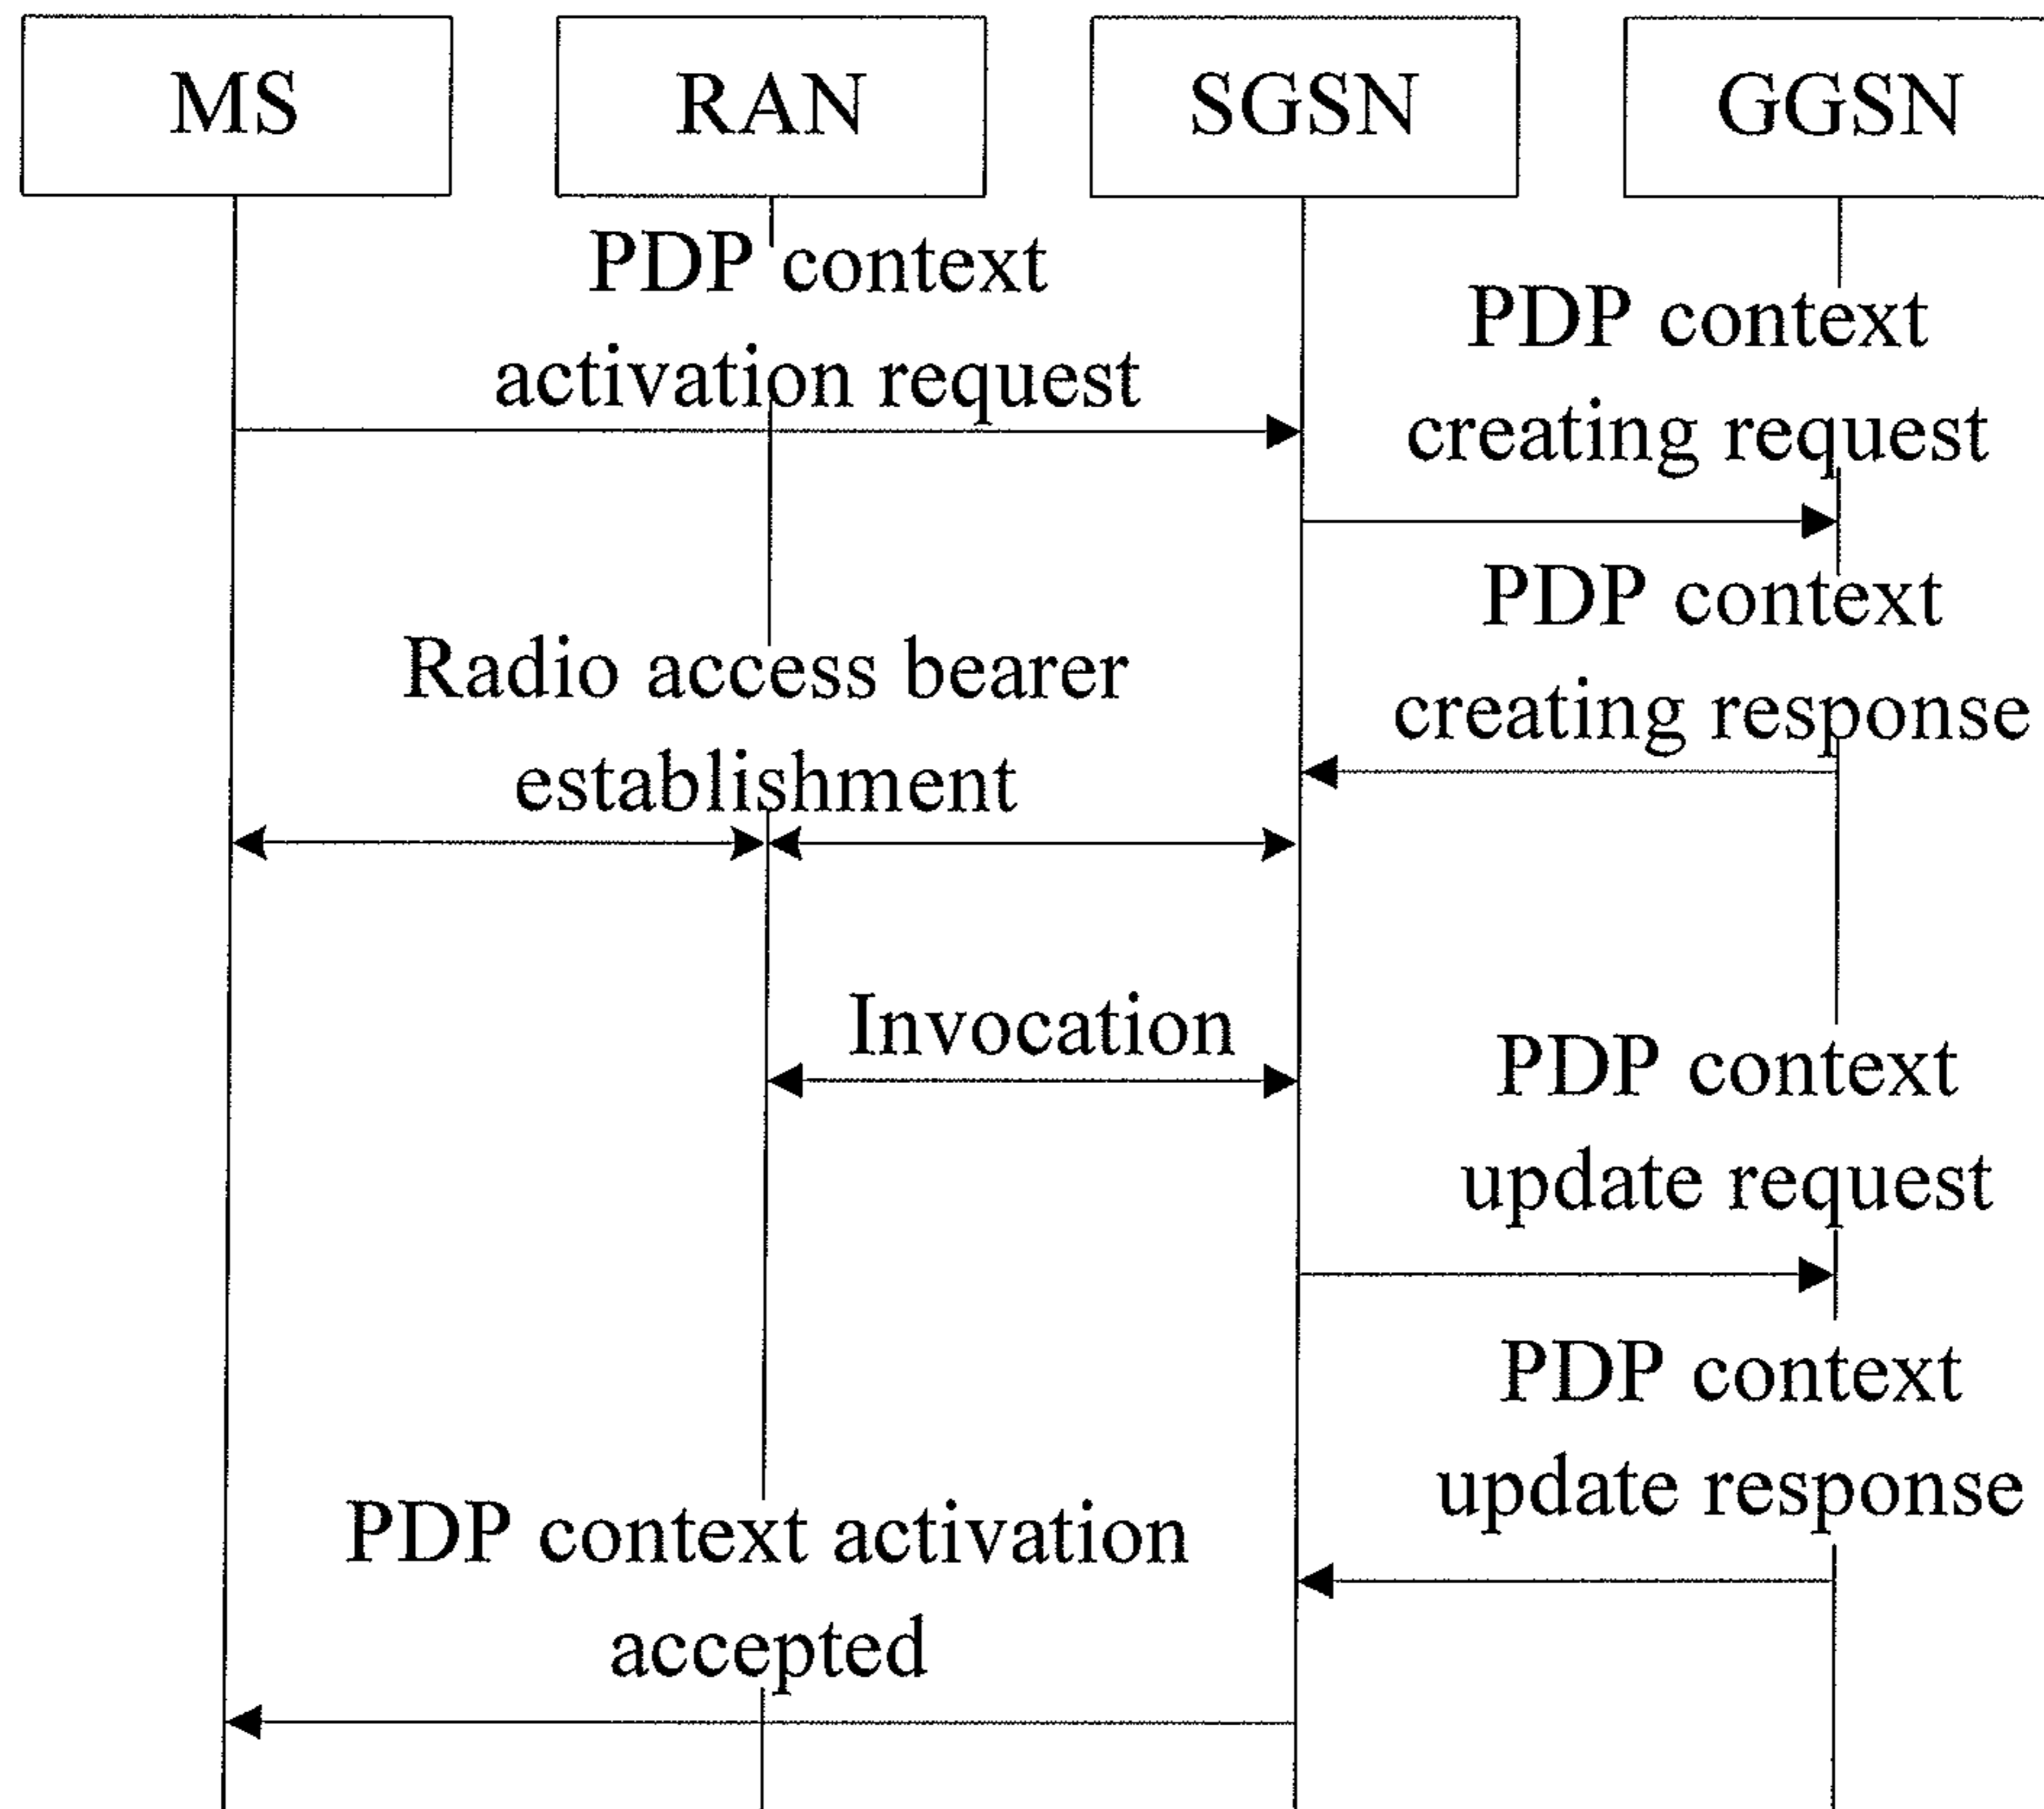 MS
RAN
SGSN
GGSN
PDP context
activation request
PDP context
creating request
PDP context
creating response
Radio access bearer
establishment
Invocation
PDP context
update request
PDP context
update response
PDP context activation
accepted